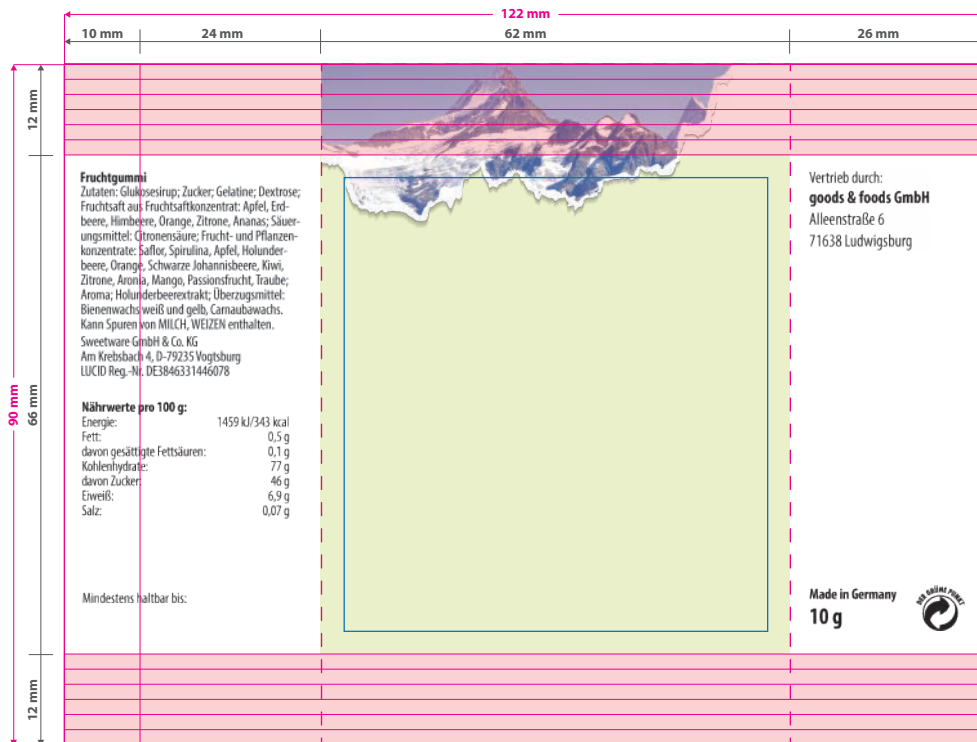 122 mm
10 mm 24 mm 62 mm 26 mm
12 mm
90 mm
66 mm
12 mm
Fruchtgummi
Zutaten: Glukosesirup; Zucker; Gelatine; Dextrose;
Fruchtsaft aus Fruchtsaftkonzentrat: Apfel, Erd-
beere, Himbeere, Orange, Zitrone, Ananas; Säuer-
ungsmittel: Citronensäure; Frucht- und Pflanzen-
konzentrate: Saflor, Spirulina, Apfel, Holunder-
beere, Orange, Schwarze Johannisbeere, Kiwi,
Zitrone, Aronia, Mango, Passionsfrucht, Traube;
Aroma; Holunderbeerextrakt; Überzugsmittel:
Bienenwachs weiß und gelb, Carnaubawachs.
Kann Spuren von MILCH, WEIZEN enthalten.
Sweetware GmbH & Co. KG
Am Krebsbach 4, D-79235 Vogtsburg
LUCID Reg.-Nr. DE3846331446078
Nährwerte pro 100 g:
Energie: 1459 kJ/343 kcal
Fett: 0,5 g
davon gesättigte Fettsäuren: 0,1 g
Kohlenhydrate: 77 g
davon Zucker: 46 g
Eiweiß: 6,9 g
Salz: 0,07 g
Mindestens haltbar bis:
Vertrieb durch:
goods & foods GmbH
Alleenstraße 6
71638 Ludwigsburg
Made in Germany
10 g
DER GRÜNE PUNKT